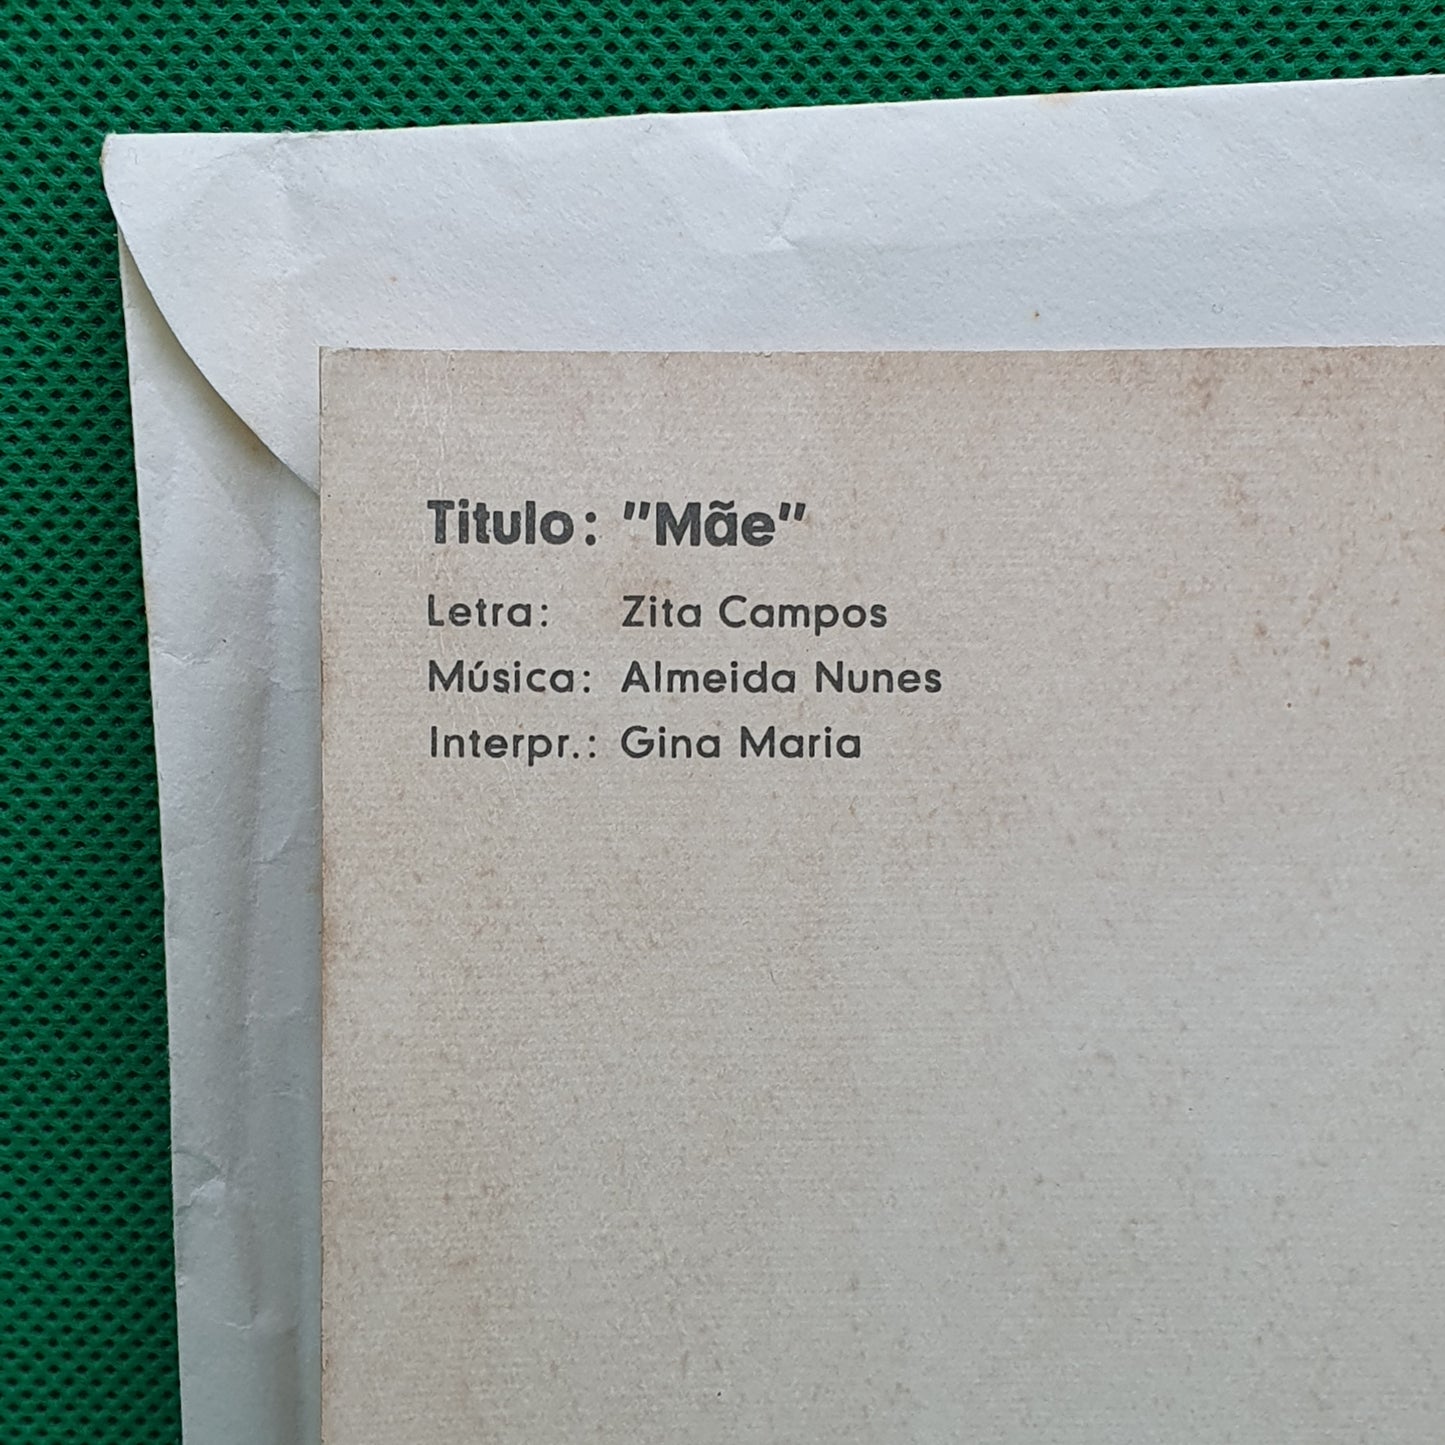 Titulo: "Mãe"
Letra: Zita Campos
Música: Almeida Nunes
Interpr.: Gina Maria